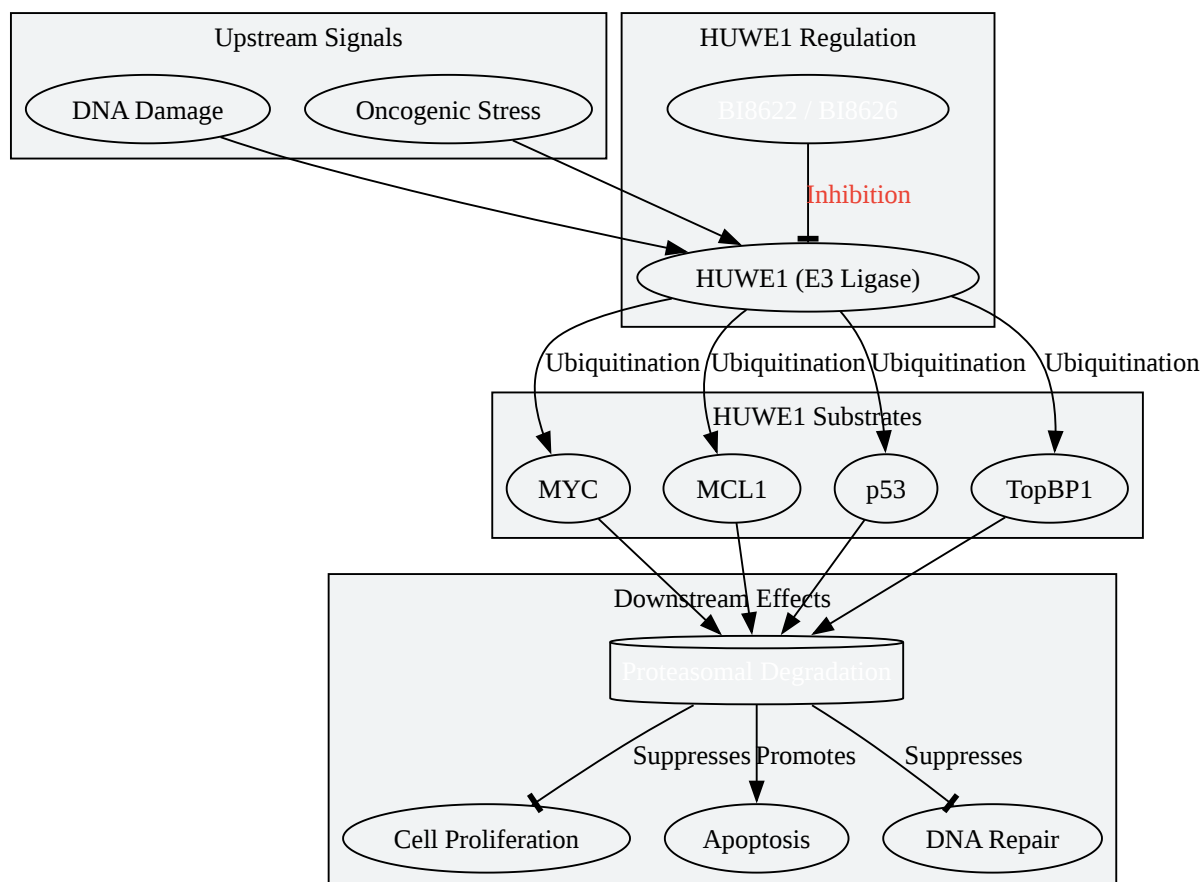 Upstream Signals
HUWE1 Regulation
DNA Damage
Oncogenic Stress
BI8622 / BI8626
Inhibition
HUWE1 (E3 Ligase)
Ubiquitination
Ubiquitination
Ubiquitination
Ubiquitination
HUWE1 Substrates
MYC
MCL1
p53
TopBP1
Downstream Effects
Proteasomal Degradation
Suppresses
Promotes
Suppresses
Cell Proliferation
Apoptosis
DNA Repair